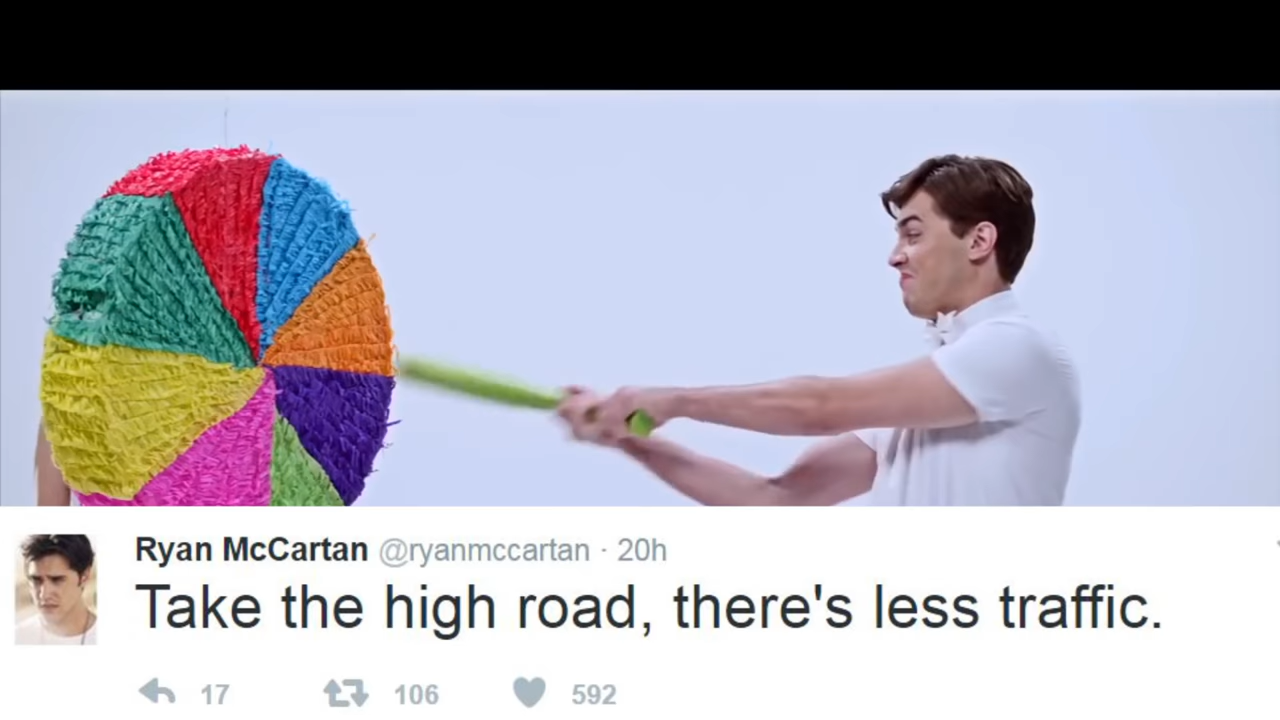 Ryan McCartan @ryanmccartan · 20h
Take the high road, there's less traffic.
17 106 592